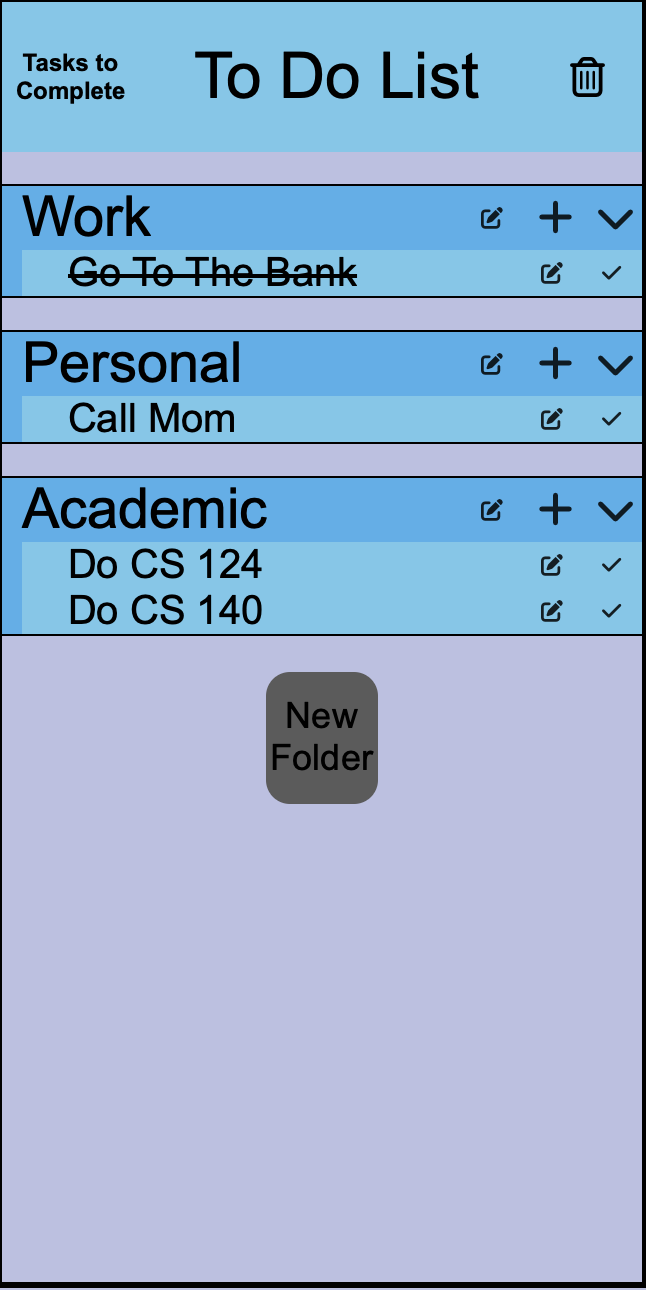 Tasks to
Complete
To Do List
Work
Go To The Bank
Personal
Call Mom
Academic
Do CS 124
Do CS 140
New
Folder